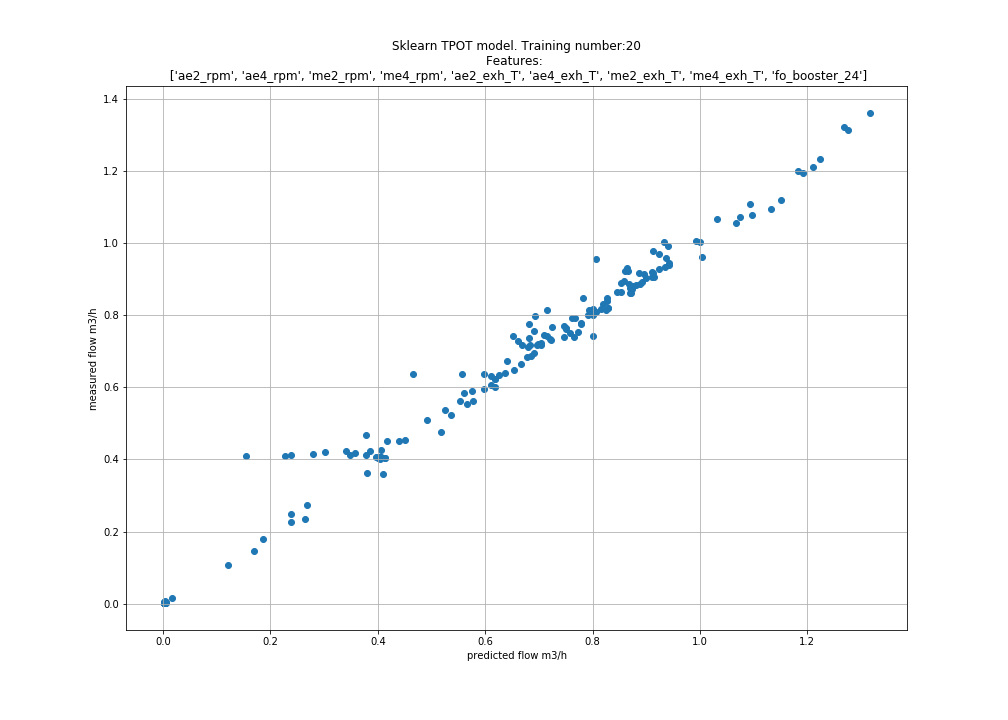 Sklearn TPOT model. Training number:20
Features:
['ae2_rpm', 'ae4_rpm', 'me2_rpm', 'me4_rpm', 'ae2_exh_T', 'ae4_exh_T', 'me2_exh_T', 'me4_exh_T', 'fo_booster_24']
measured flow m3/h
1.4
1.2
1.0
0.8
0.6
0.4
0.2
0.0
0.0 0.2 0.4 0.6 0.8 1.0 1.2
predicted flow m3/h